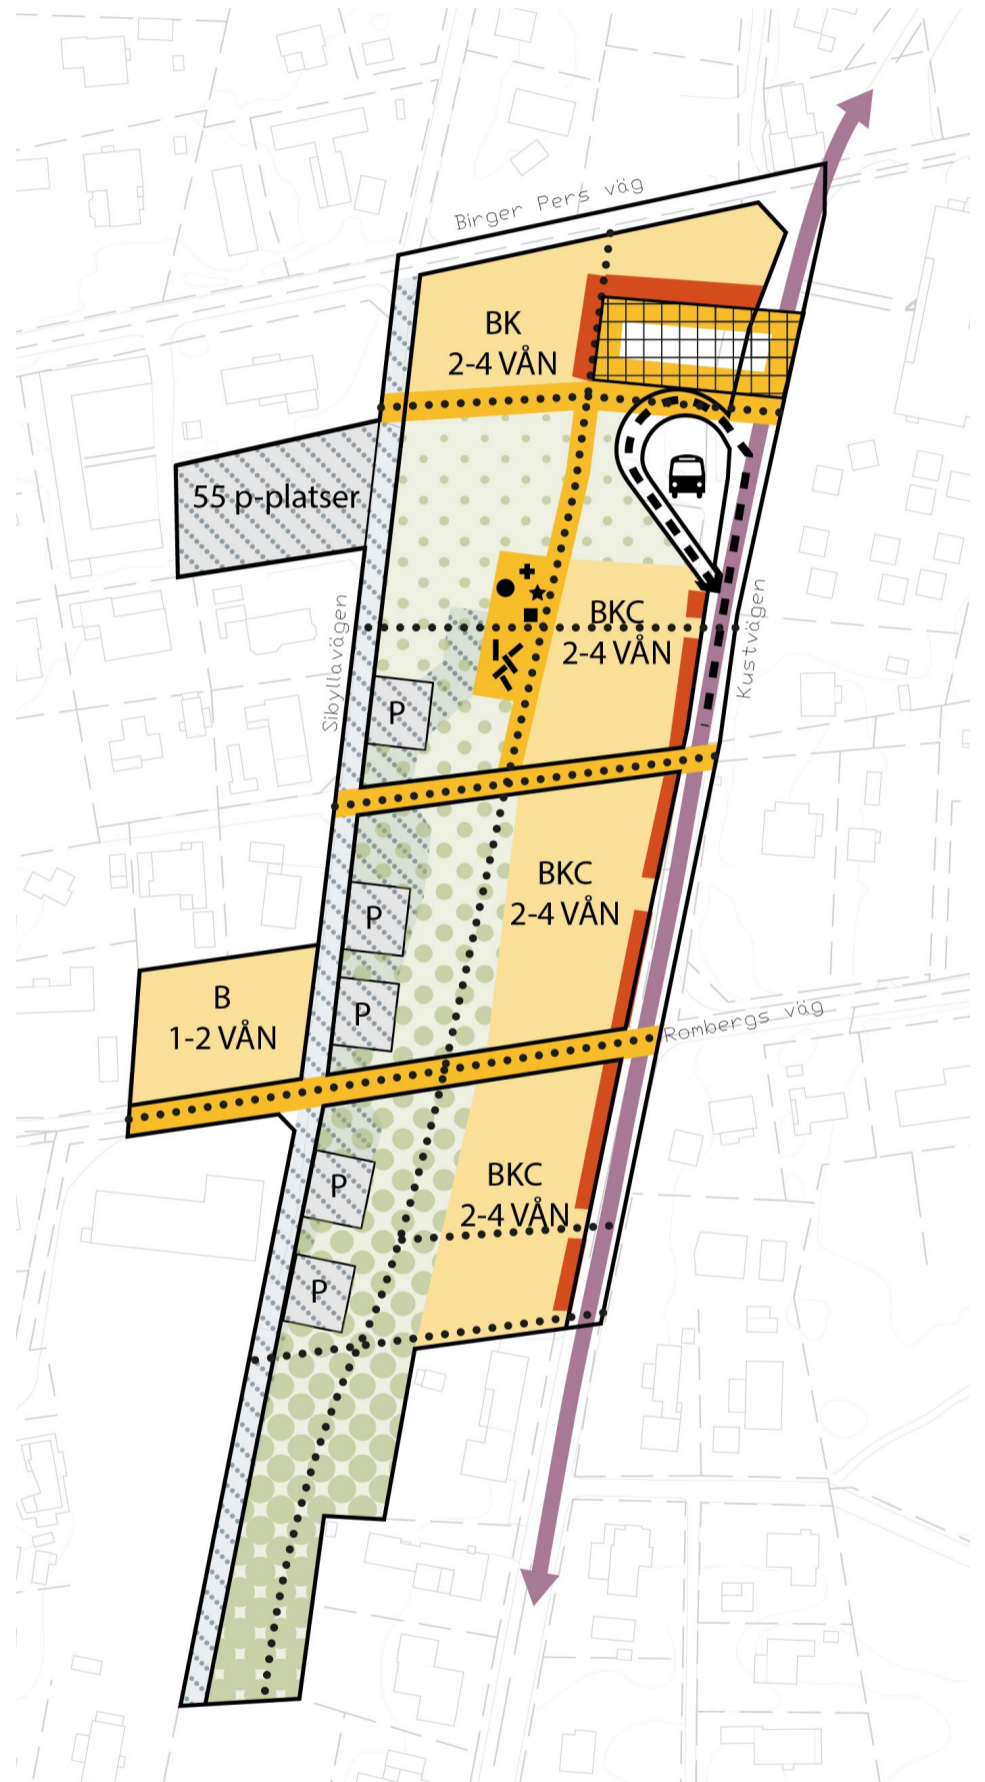 Birger Pers väg
BK
2-4 VÅN
55 p-platser
BKC
2-4 VÅN
Sibyllavägen
Kustvägen
P
BKC
2-4 VÅN
P
B
1-2 VÅN
P
Rombergs väg
BKC
2-4 VÅN
P
P